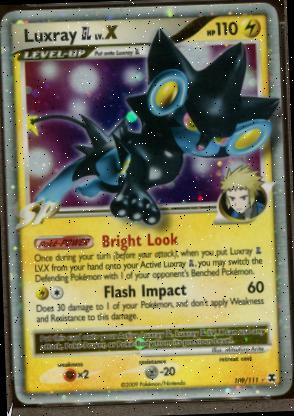 Luxray GL LV.X HP110
LEVEL-UP Put onto Luxray GL
SP
POKé-POWER Bright Look
Once during your turn (before your attack), when you put Luxray GL
LV.X from your hand onto your Active Luxray GL, you may switch the
Defending Pokémon with 1 of your opponent's Benched Pokémon.
Flash Impact 60
Does 30 damage to 1 of your Pokémon, and don't apply Weakness
and Resistance to this damage.
weakness resistance retreat cost
×2 -20
©2009 Pokémon/Nintendo 109/111